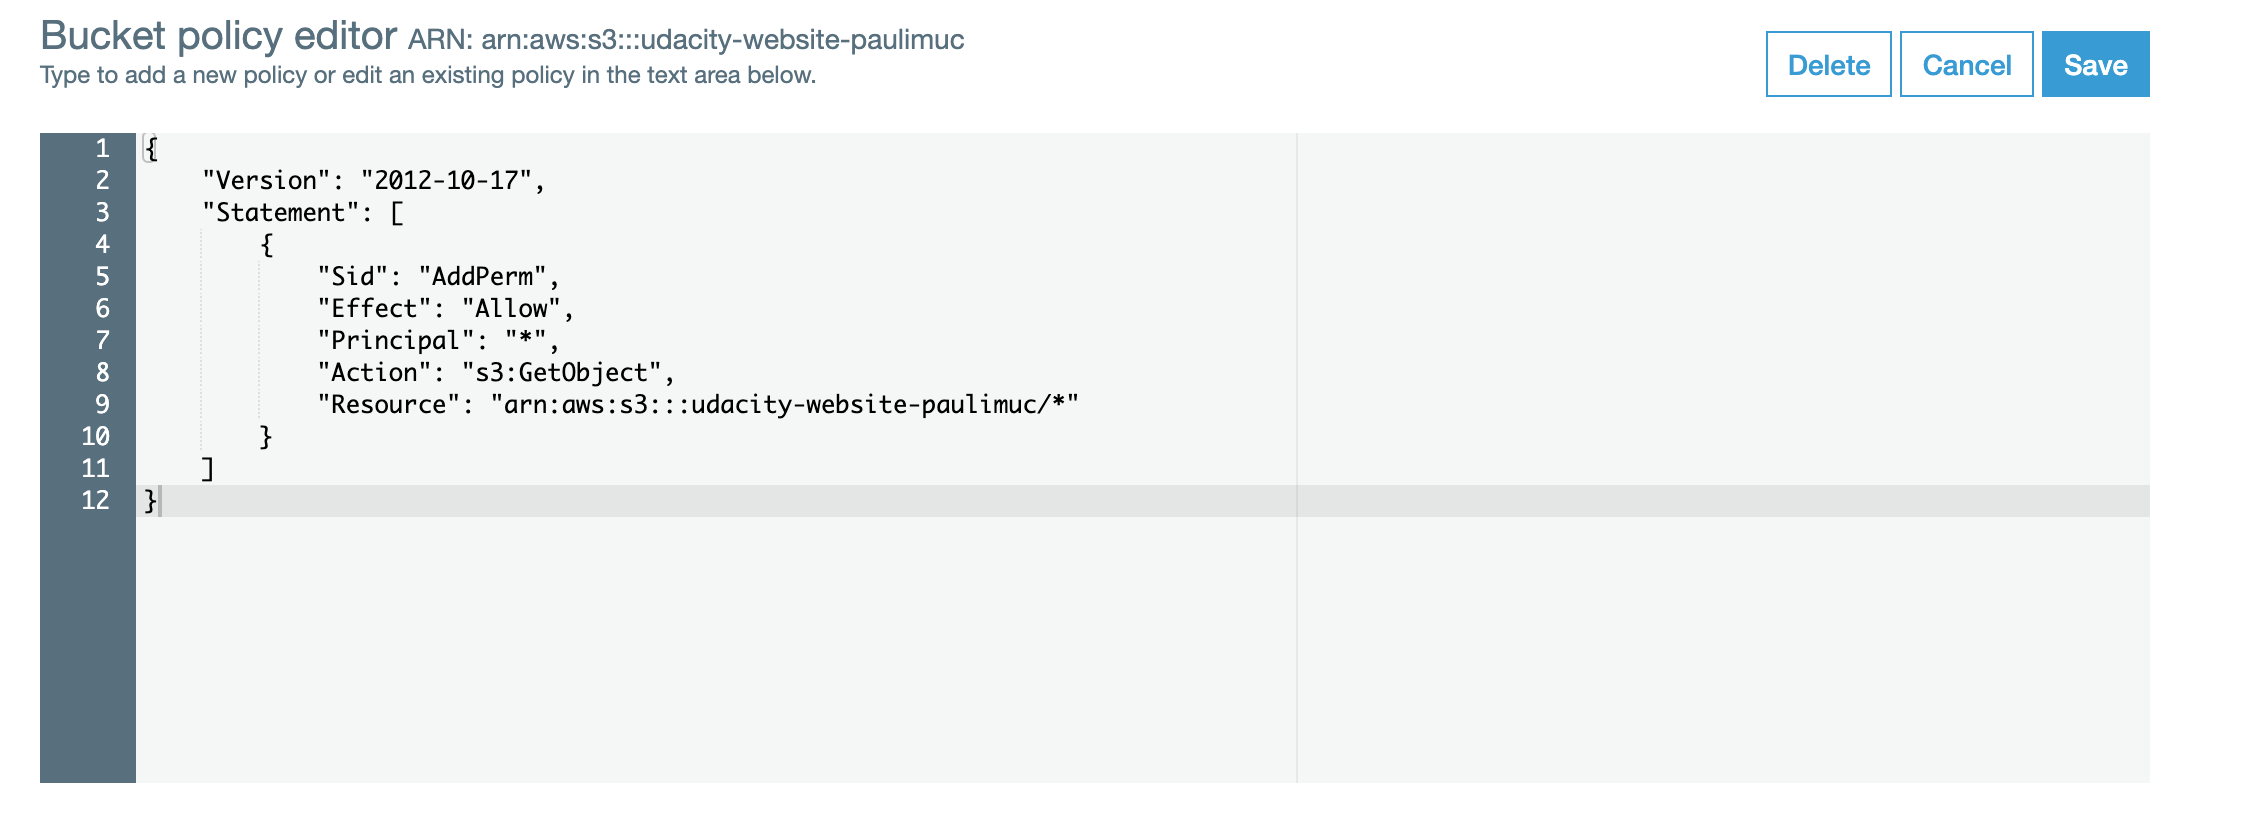 Bucket policy editor ARN: arn:aws:s3:::udacity-website-paulimuc
Type to add a new policy or edit an existing policy in the text area below.
Delete Cancel Save
1 {
2     "Version": "2012-10-17",
3     "Statement": [
4         {
5             "Sid": "AddPerm",
6             "Effect": "Allow",
7             "Principal": "*",
8             "Action": "s3:GetObject",
9             "Resource": "arn:aws:s3:::udacity-website-paulimuc/*"
10         }
11     ]
12 }